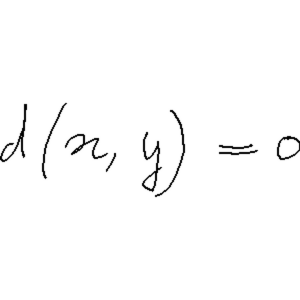 d(x, y) = 0